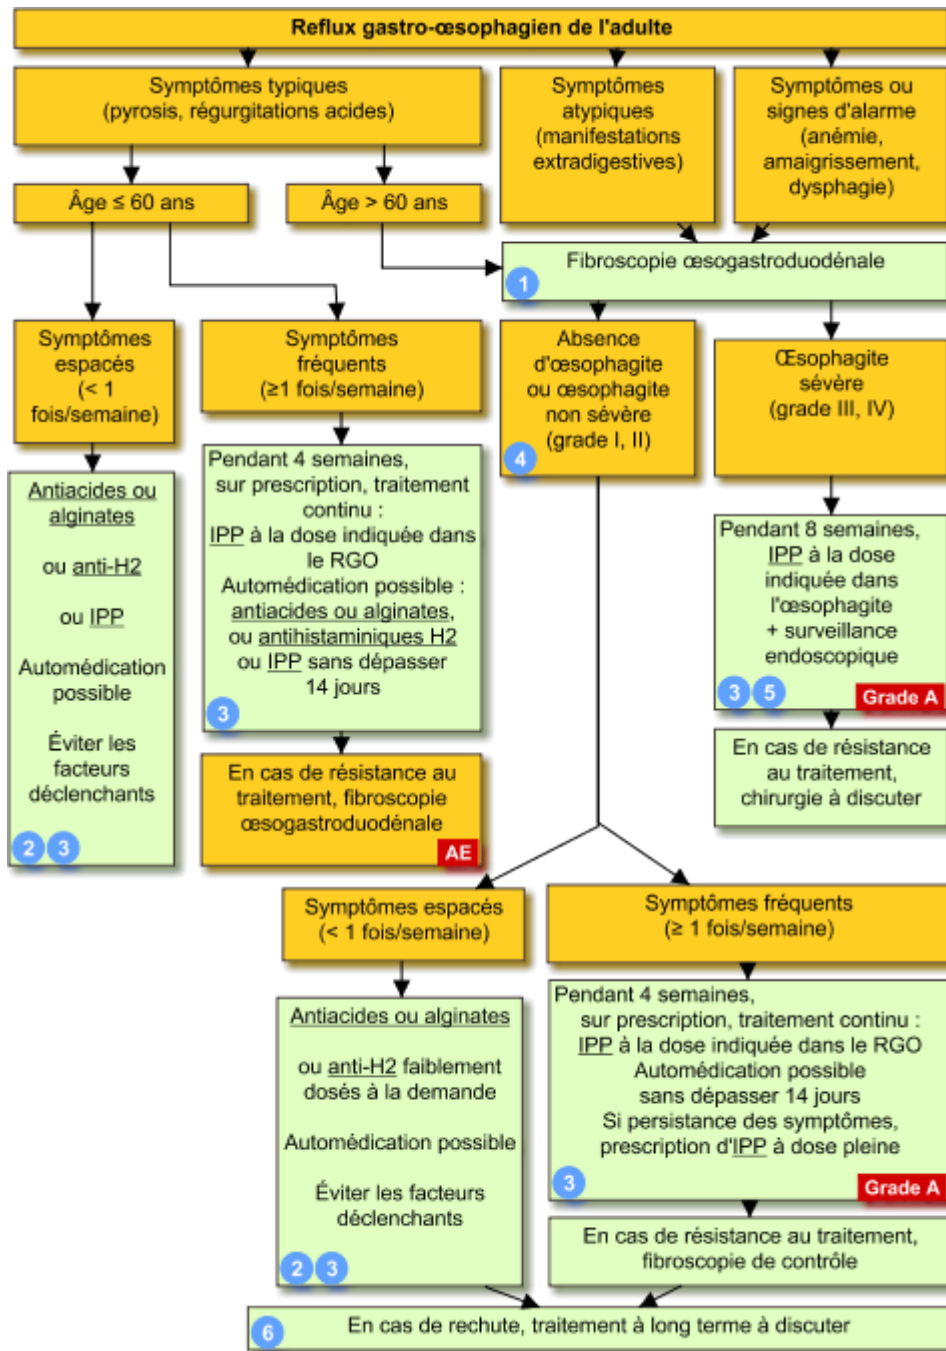 Reflux gastro-œsophagien de l'adulte
Symptômes typiques
(pyrosis, régurgitations acides)
Symptômes
atypiques
(manifestations
extradigestives)
Symptômes ou
signes d'alarme
(anémie,
amaigrissement,
dysphagie)
Âge ≤ 60 ans
Âge > 60 ans
Fibroscopie œsogastroduodénale
1
Symptômes
espacés
(< 1
fois/semaine)
Symptômes
fréquents
(≥1 fois/semaine)
Absence
d'œsophagite
ou œsophagite
non sévère
(grade I, II)
4
Œsophagite
sévère
(grade III, IV)
Antiacides ou
alginates
ou anti-H2
ou IPP
Automédication
possible
Éviter les
facteurs
déclenchants
2 3
Pendant 4 semaines,
sur prescription, traitement
continu :
IPP à la dose indiquée dans
le RGO
Automédication possible :
antiacides ou alginates,
ou antihistaminiques H2
ou IPP sans dépasser
14 jours
3
En cas de résistance au
traitement, fibroscopie
œsogastroduodénale
AE
Pendant 8 semaines,
IPP à la dose
indiquée dans
l'œsophagite
+ surveillance
endoscopique
3 5 Grade A
En cas de résistance
au traitement,
chirurgie à discuter
Symptômes espacés
(< 1 fois/semaine)
Symptômes fréquents
(≥ 1 fois/semaine)
Antiacides ou alginates
ou anti-H2 faiblement
dosés à la demande
Automédication possible
Éviter les facteurs
déclenchants
2 3
Pendant 4 semaines,
sur prescription, traitement continu :
IPP à la dose indiquée dans le RGO
Automédication possible
sans dépasser 14 jours
Si persistance des symptômes,
prescription d'IPP à dose pleine
3 Grade A
En cas de résistance au traitement,
fibroscopie de contrôle
6 En cas de rechute, traitement à long terme à discuter